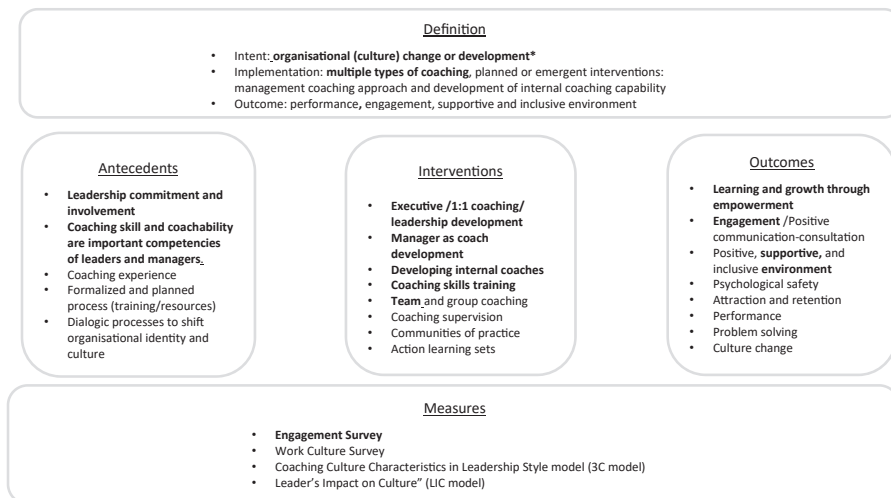 Definition
• Intent: organisational (culture) change or development*
• Implementation: multiple types of coaching, planned or emergent interventions:
management coaching approach and development of internal coaching capability
• Outcome: performance, engagement, supportive and inclusive environment
Antecedents
• Leadership commitment and
involvement
• Coaching skill and coachability
are important competencies
of leaders and managers.
• Coaching experience
• Formalized and planned
process (training/resources)
• Dialogic processes to shift
organisational identity and
culture
Interventions
• Executive /1:1 coaching/
leadership development
• Manager as coach
development
• Developing internal coaches
• Coaching skills training
• Team and group coaching
• Coaching supervision
• Communities of practice
• Action learning sets
Outcomes
• Learning and growth through
empowerment
• Engagement /Positive
communication-consultation
• Positive, supportive, and
inclusive environment
• Psychological safety
• Attraction and retention
• Performance
• Problem solving
• Culture change
Measures
• Engagement Survey
• Work Culture Survey
• Coaching Culture Characteristics in Leadership Style model (3C model)
• Leader's Impact on Culture” (LIC model)